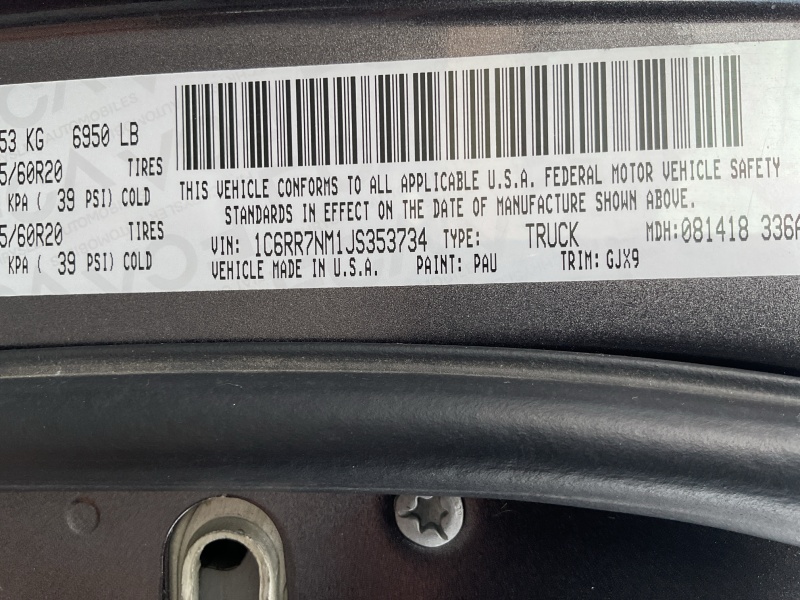 53 KG 6950 LB
5/60R20 TIRES
KPA ( 39 PSI) COLD
5/60R20 TIRES
KPA ( 39 PSI) COLD
THIS VEHICLE CONFORMS TO ALL APPLICABLE U.S.A. FEDERAL MOTOR VEHICLE SAFETY
STANDARDS IN EFFECT ON THE DATE OF MANUFACTURE SHOWN ABOVE.
VIN: 1C6RR7NM1JS353734 TYPE: TRUCK MDH:081418 336A
VEHICLE MADE IN U.S.A. PAINT: PAU TRIM: GJX9